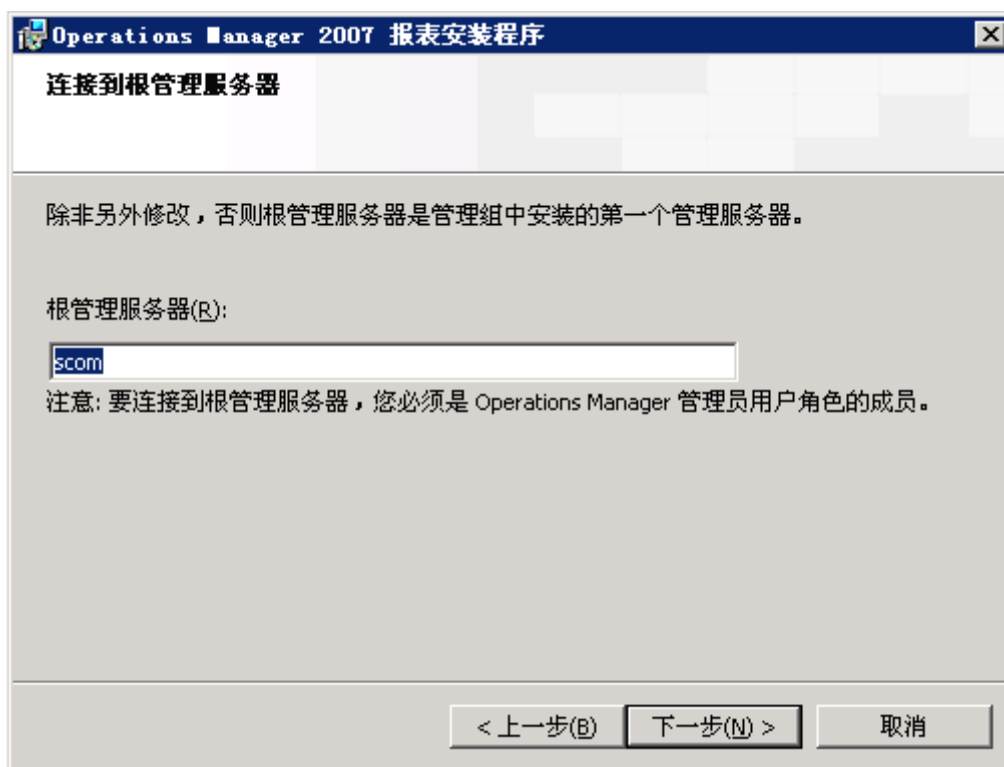 Operations Manager 2007 报表安装程序
连接到根管理服务器
除非另外修改，否则根管理服务器是管理组中安装的第一个管理服务器。
根管理服务器(R):
scom
注意: 要连接到根管理服务器，您必须是 Operations Manager 管理员用户角色的成员。
< 上一步(B) 下一步(N) > 取消